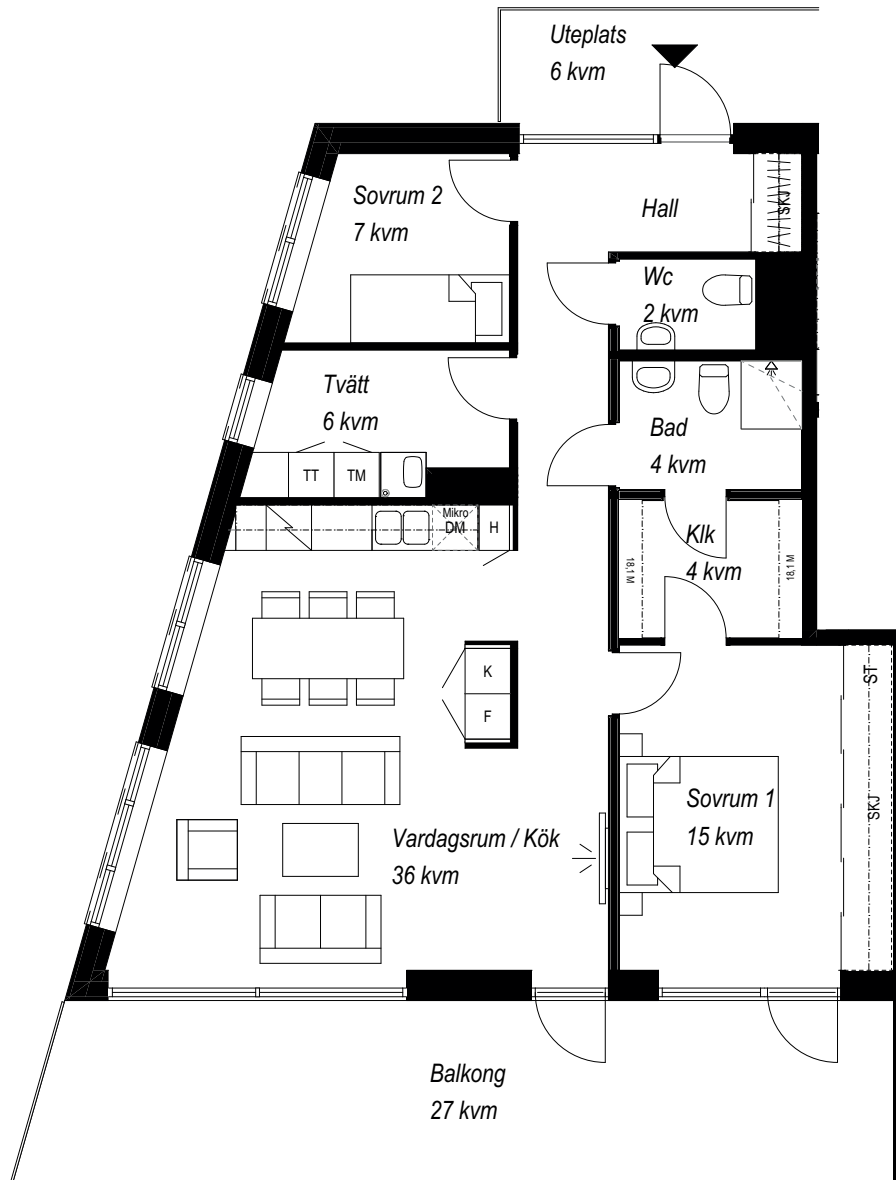 Uteplats
6 kvm
Sovrum 2
7 kvm
Hall
SKJ
Wc
2 kvm
Tvätt
6 kvm
Bad
4 kvm
TT
TM
Mikro
DM
H
Klk
4 kvm
18,1 M
18,1 M
K
F
ST
SKJ
Sovrum 1
15 kvm
Vardagsrum / Kök
36 kvm
Balkong
27 kvm